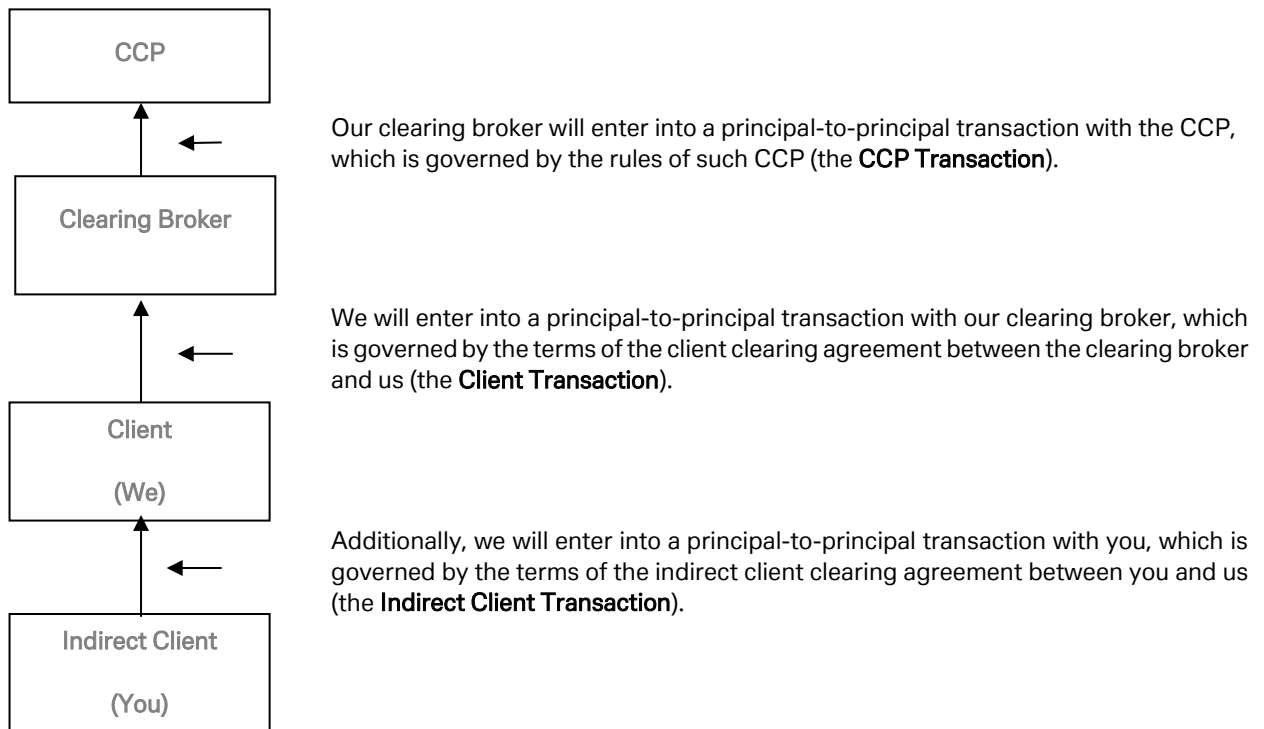 CCP
Our clearing broker will enter into a principal-to-principal transaction with the CCP,
which is governed by the rules of such CCP (the CCP Transaction).
Clearing Broker
We will enter into a principal-to-principal transaction with our clearing broker, which
is governed by the terms of the client clearing agreement between the clearing broker
and us (the Client Transaction).
Client
(We)
Additionally, we will enter into a principal-to-principal transaction with you, which is
governed by the terms of the indirect client clearing agreement between you and us
(the Indirect Client Transaction).
Indirect Client
(You)